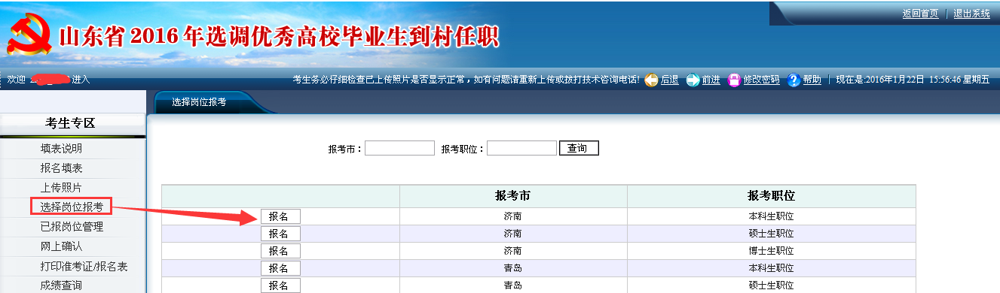 返回首页 | 退出系统
山东省2016年选调优秀高校毕业生到村任职
欢迎 进入
考生务必仔细检查已上传照片是否显示正常，如有问题请重新上传或拨打技术咨询电话! 后退 前进 修改密码 帮助 | 现在是:2016年1月22日 15:56:46 星期五
选择岗位报考
考生专区
填表说明
报名填表
上传照片
选择岗位报考
已报岗位管理
网上确认
打印准考证/报名表
成绩查询
报考市： 报考职位： 查询
报考市 报考职位
报名 济南 本科生职位
报名 济南 硕士生职位
报名 济南 博士生职位
报名 青岛 本科生职位
报名 青岛 硕士生职位